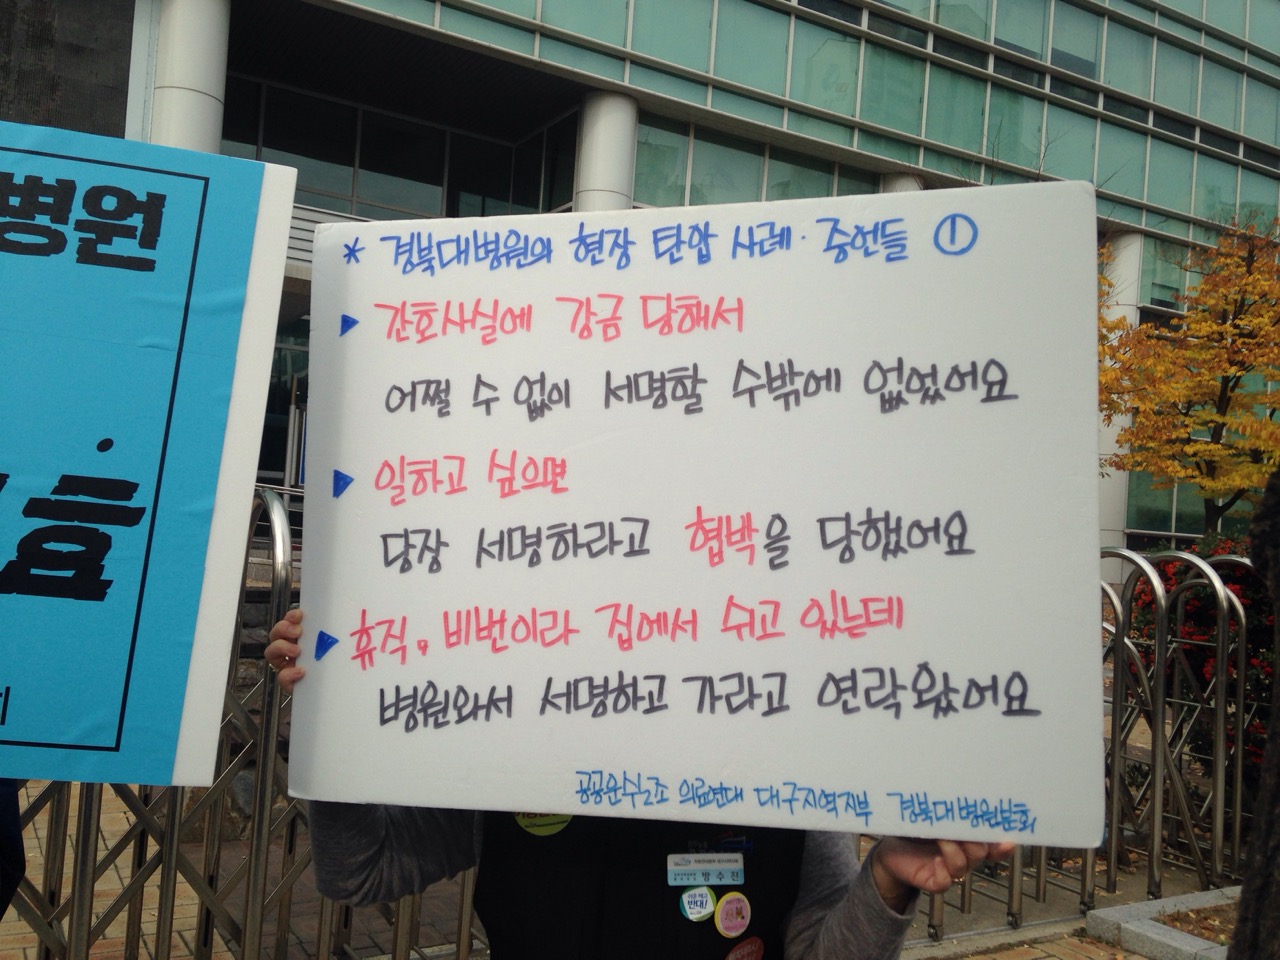 병원
* 경북대병원의 현장 탄압 사례·증언들 ①
▶ 간호사실에 강금 당해서
어쩔 수 없이 서명할 수밖에 없었어요
▶ 일하고 싶으면
당장 서명하라고 협박을 당했어요
▶ 휴직, 비번이라 집에서 쉬고 있는데
병원와서 서명하고 가라고 연락왔어요
공공운수노조 의료연대 대구지역지부 경북대병원분회
방수진
반대!